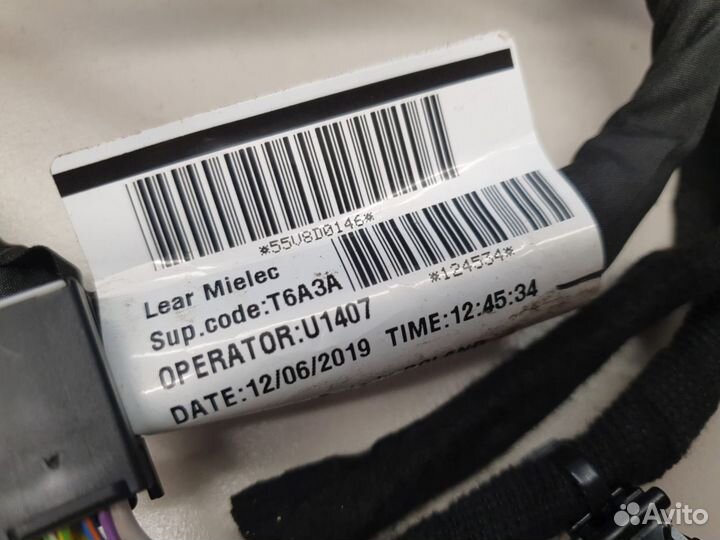 *55V8D0146*
*124534*
Lear Mielec
Sup.code:T6A3A
OPERATOR:U1407
DATE:12/06/2019 TIME:12:45:34
Avito